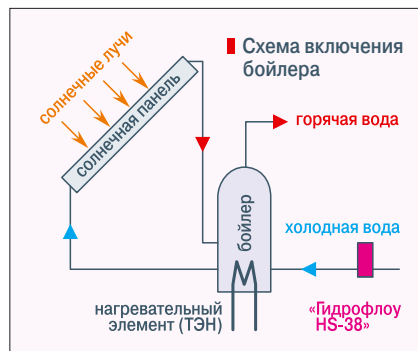 Схема включения
бойлера
солнечные лучи
солнечная панель
горячая вода
бойлер
холодная вода
нагревательный
элемент (ТЭН)
«Гидрофлоу
HS-38»